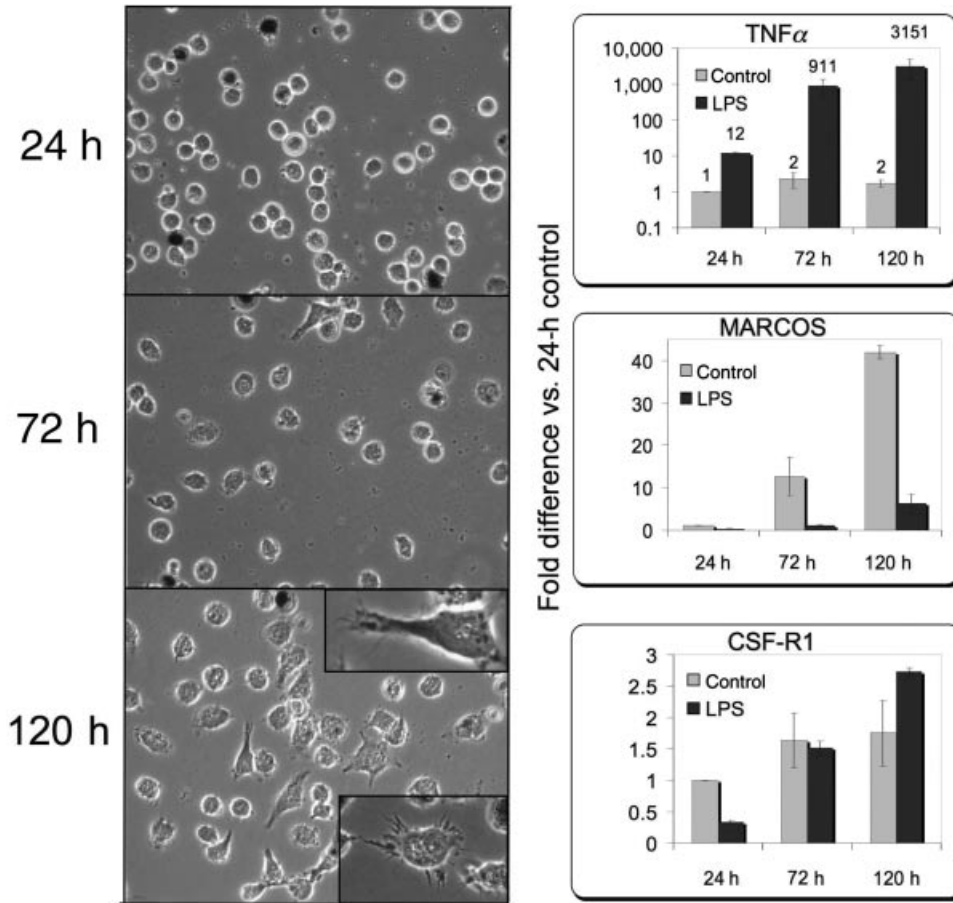 24 h
72 h
120 h
Fold difference vs. 24-h control
TNFα
3151
10,000
1,000
100
10
1
0.1
Control
LPS
911
12
1
2
2
24 h 72 h 120 h
MARCOS
40
30
20
10
0
Control
LPS
24 h 72 h 120 h
CSF-R1
3
2.5
2
1.5
1
0.5
0
Control
LPS
24 h 72 h 120 h